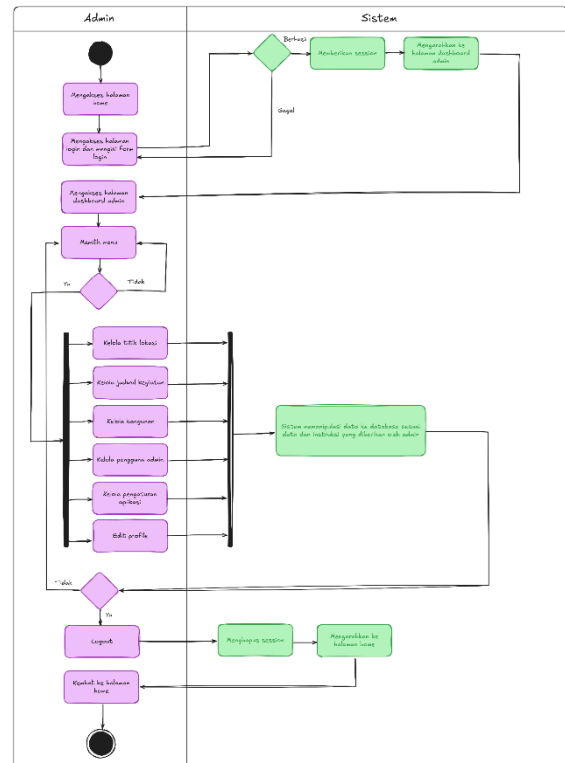 Admin
Sistem
Berhasi
Memberikan session
Mengarahkan ke
halaman dashboard
admin
Mengakses halaman
home
Gagal
Mengakses halaman
login dan mengisi form
login
Mengakses halaman
dashboard admin
Memilih menu
Ya
Tidak
Kelola titik lokasi
Kelola jadwal kegiatan
Kelola bangunan
Sistem memanipulasi data ke database sesuai
data dan instruksi yang diberikan oleh admin
Kelola pengguna admin
Kelola pengaturan
aplikasi
Edit profile
Tidak
Ya
Logout
Menghapus session
Mengarahkan ke
halaman home
Kembali ke halaman
home